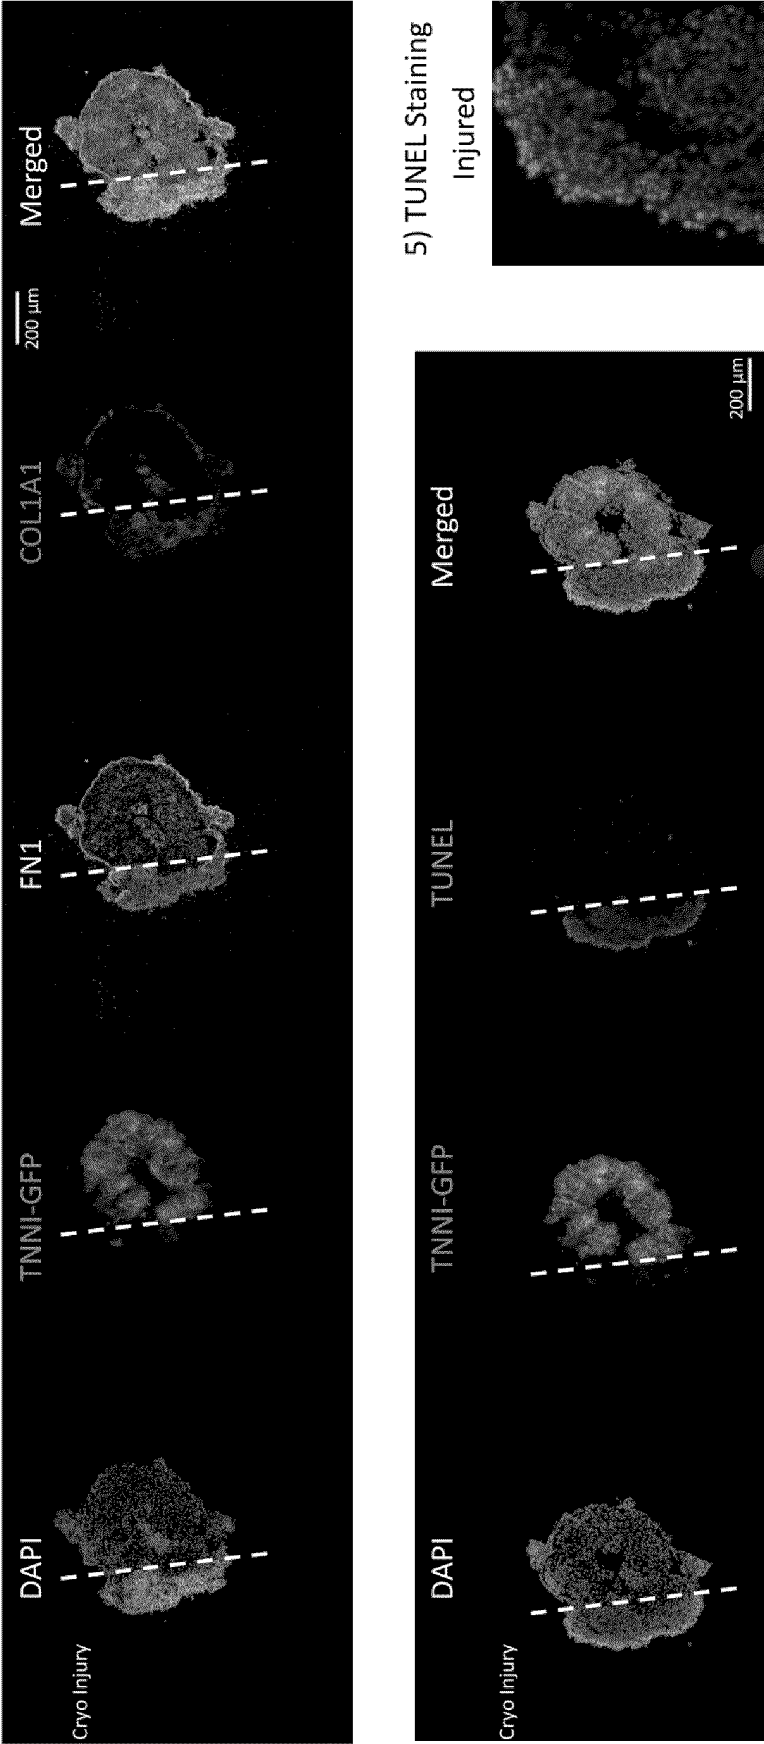 Cryo Injury
DAPI
TNNI-GFP
FN1
COL1A1
200 µm
Merged
Cryo Injury
DAPI
TNNI-GFP
TUNEL
Merged
200 µm
5) TUNEL Staining
Injured